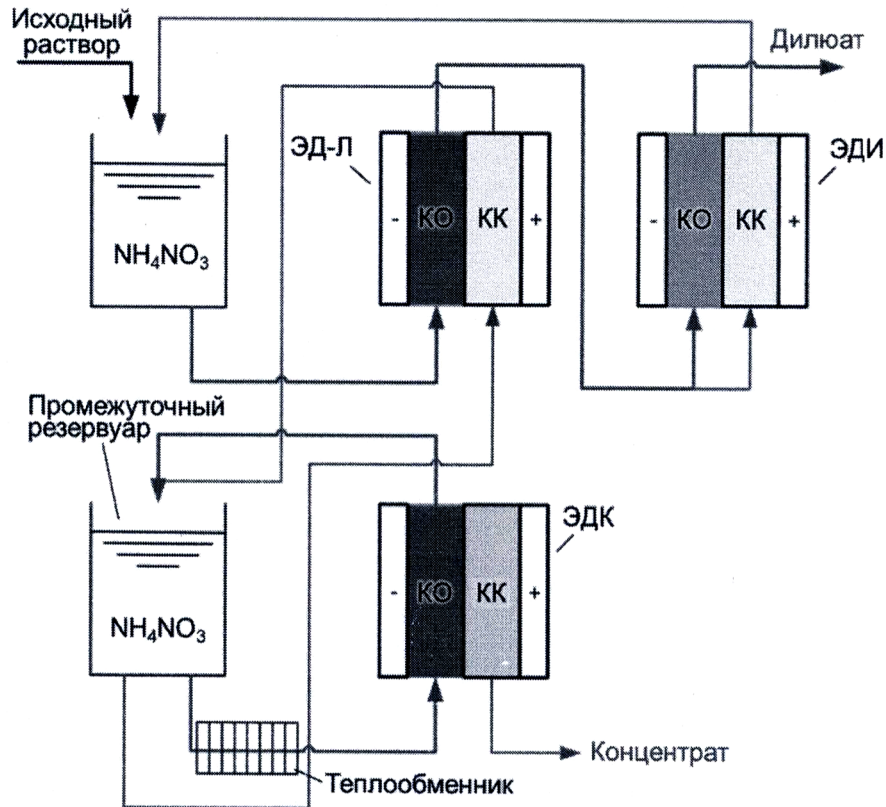 Исходный
раствор
Дилюат
ЭД-Л
ЭДИ
- КО КК +
- КО КК +
NH₄NO₃
Промежуточный
резервуар
ЭДК
- КО КК +
NH₄NO₃
Концентрат
Теплообменник